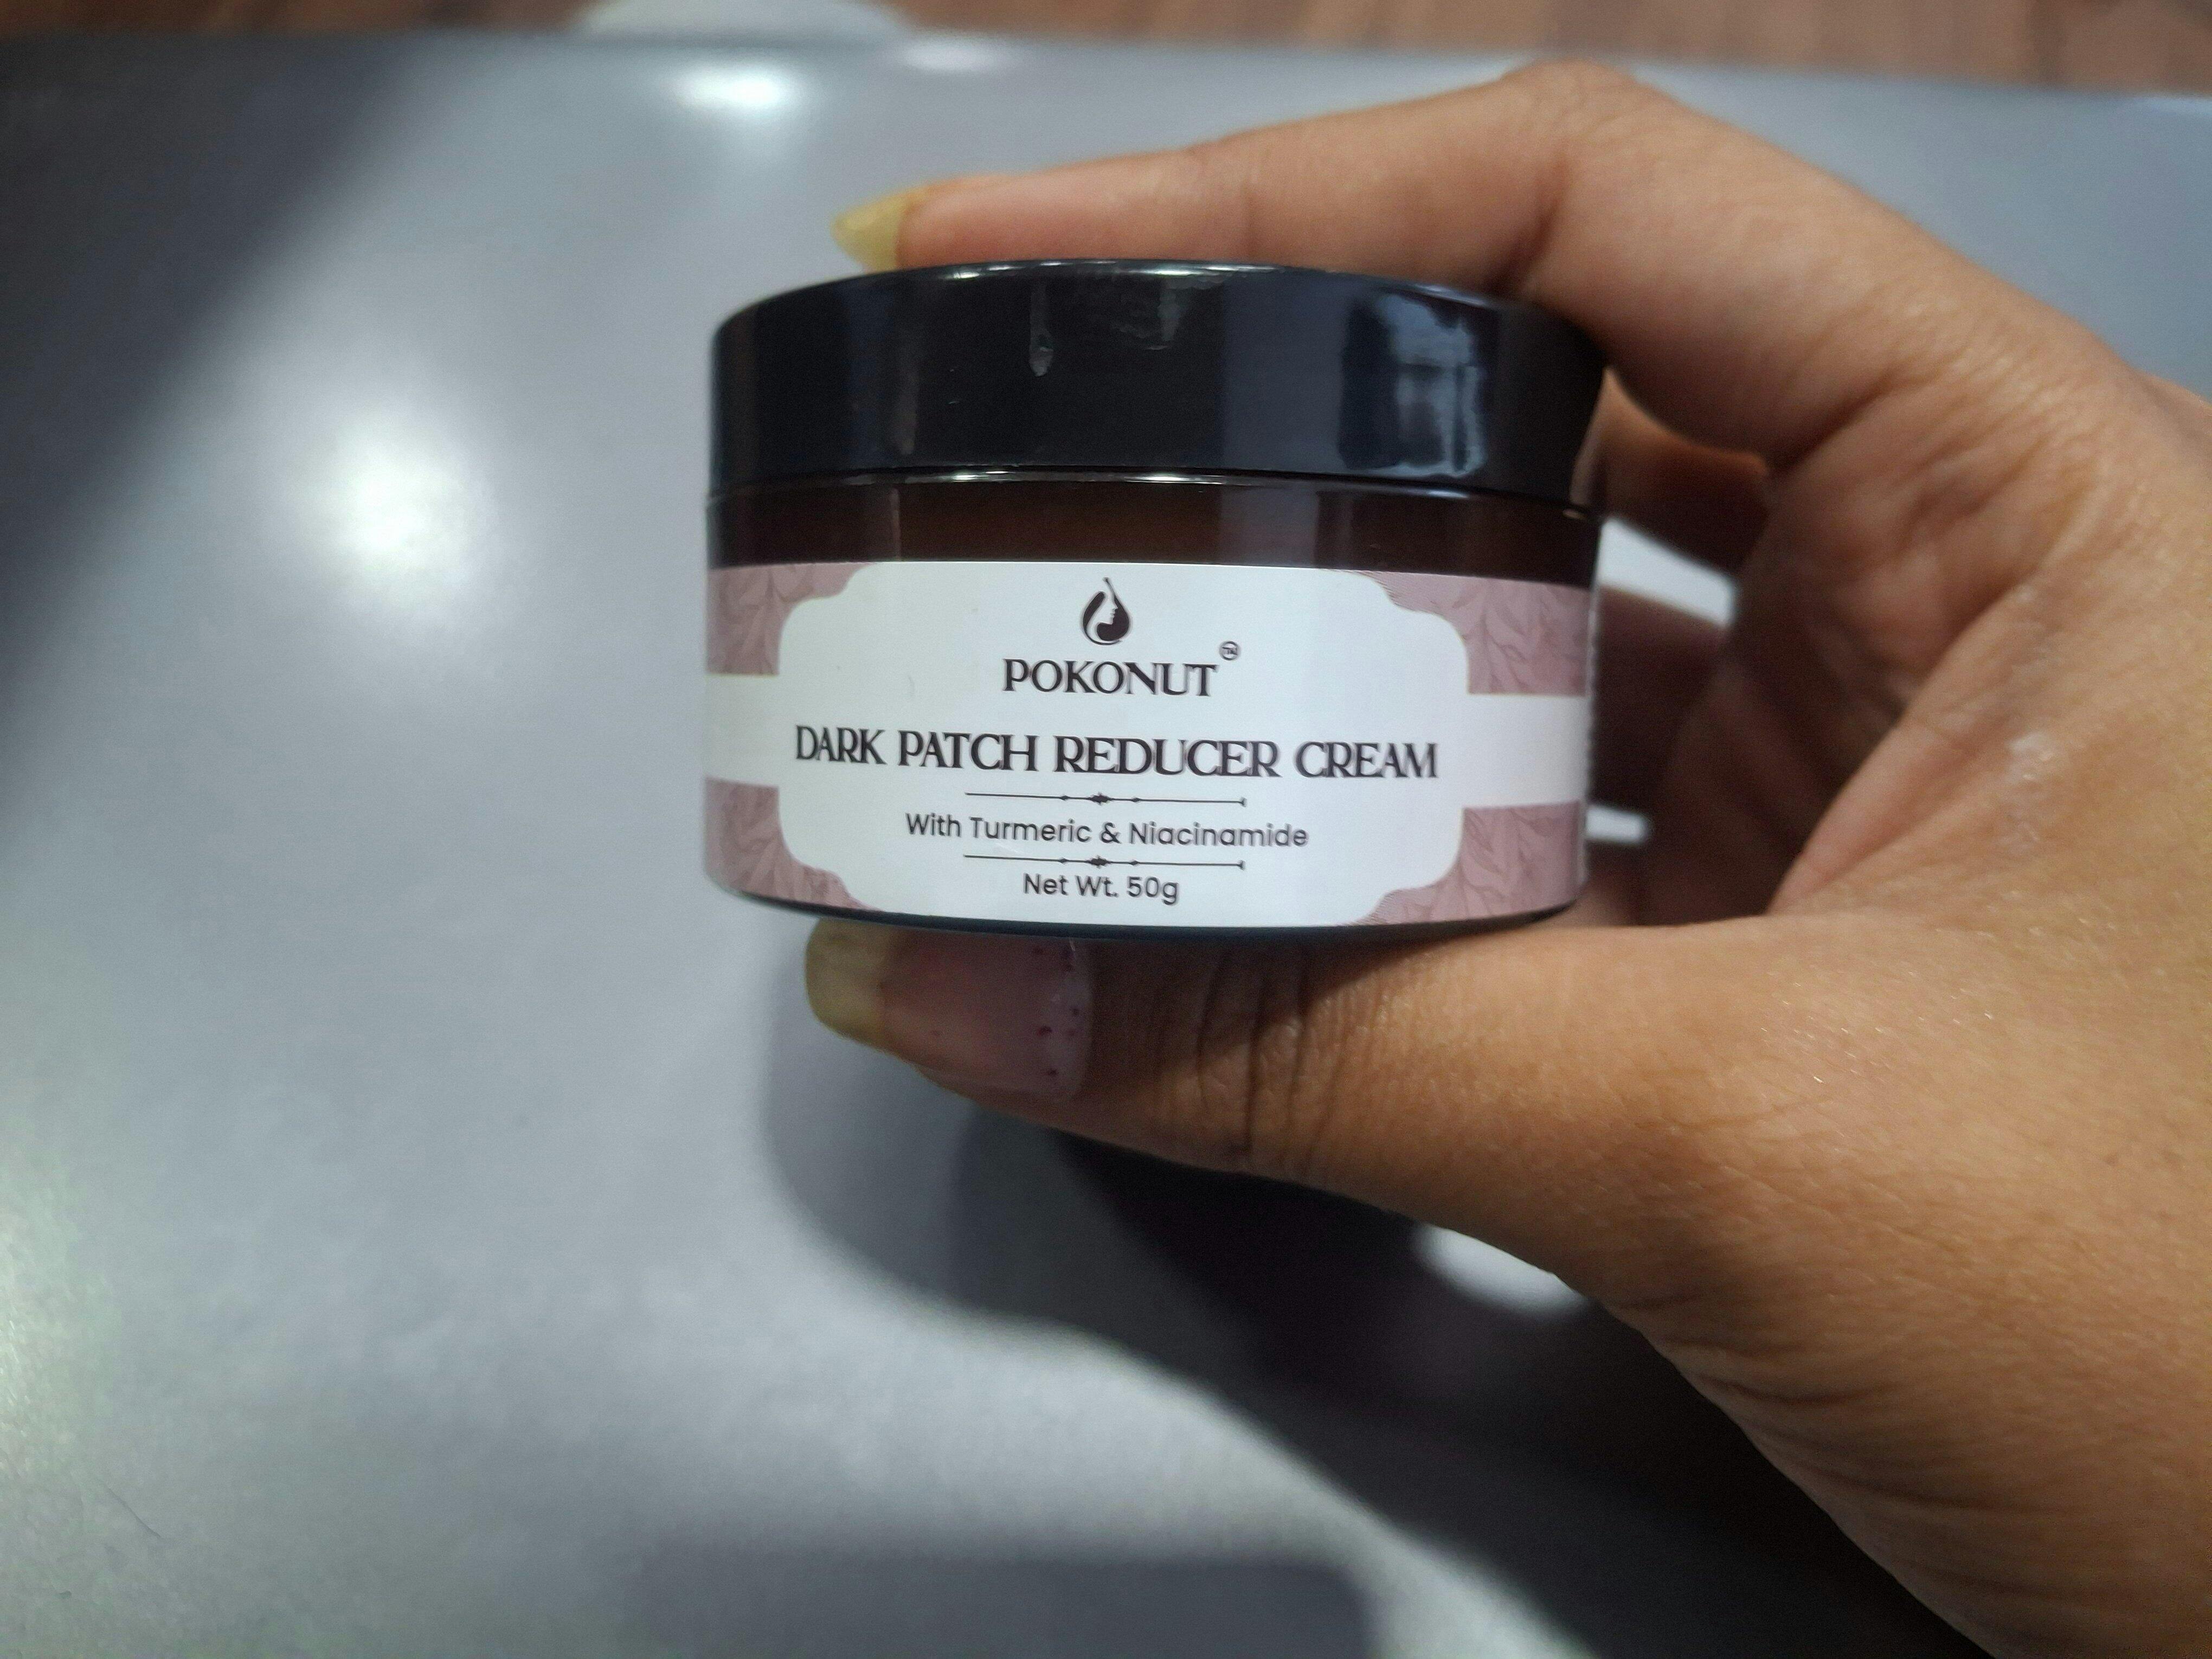 POKONUT™
DARK PATCH REDUCER CREAM
With Turmeric & Niacinamide
Net Wt. 50g